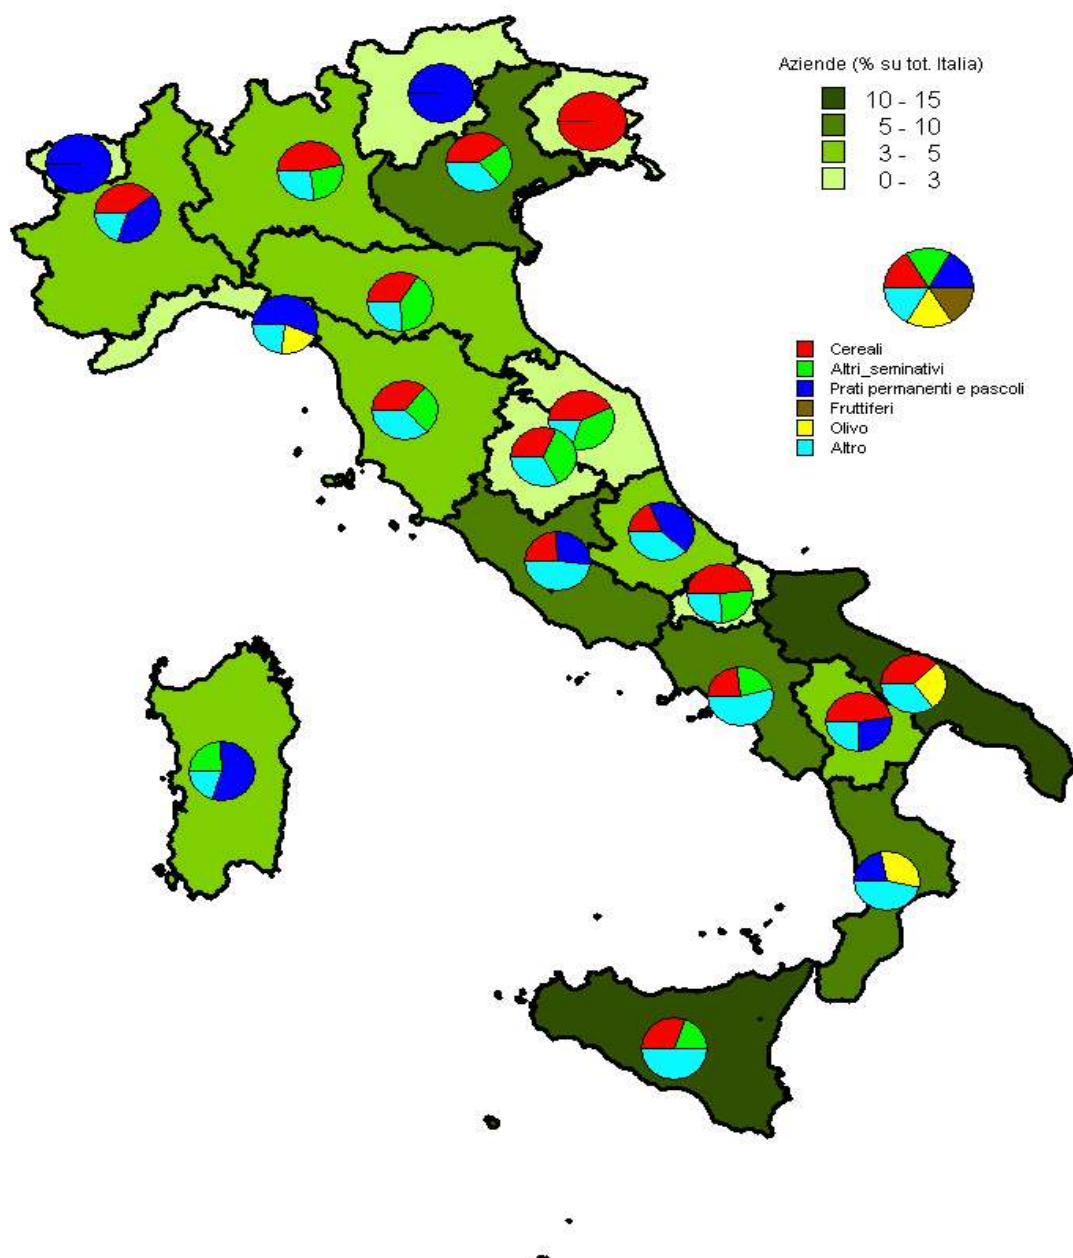 Aziende (% su tot. Italia)
10 - 15
5 - 10
3 - 5
0 - 3
Cereali
Altri_seminativi
Prati permanenti e pascoli
Fruttiferi
Olivo
Altro